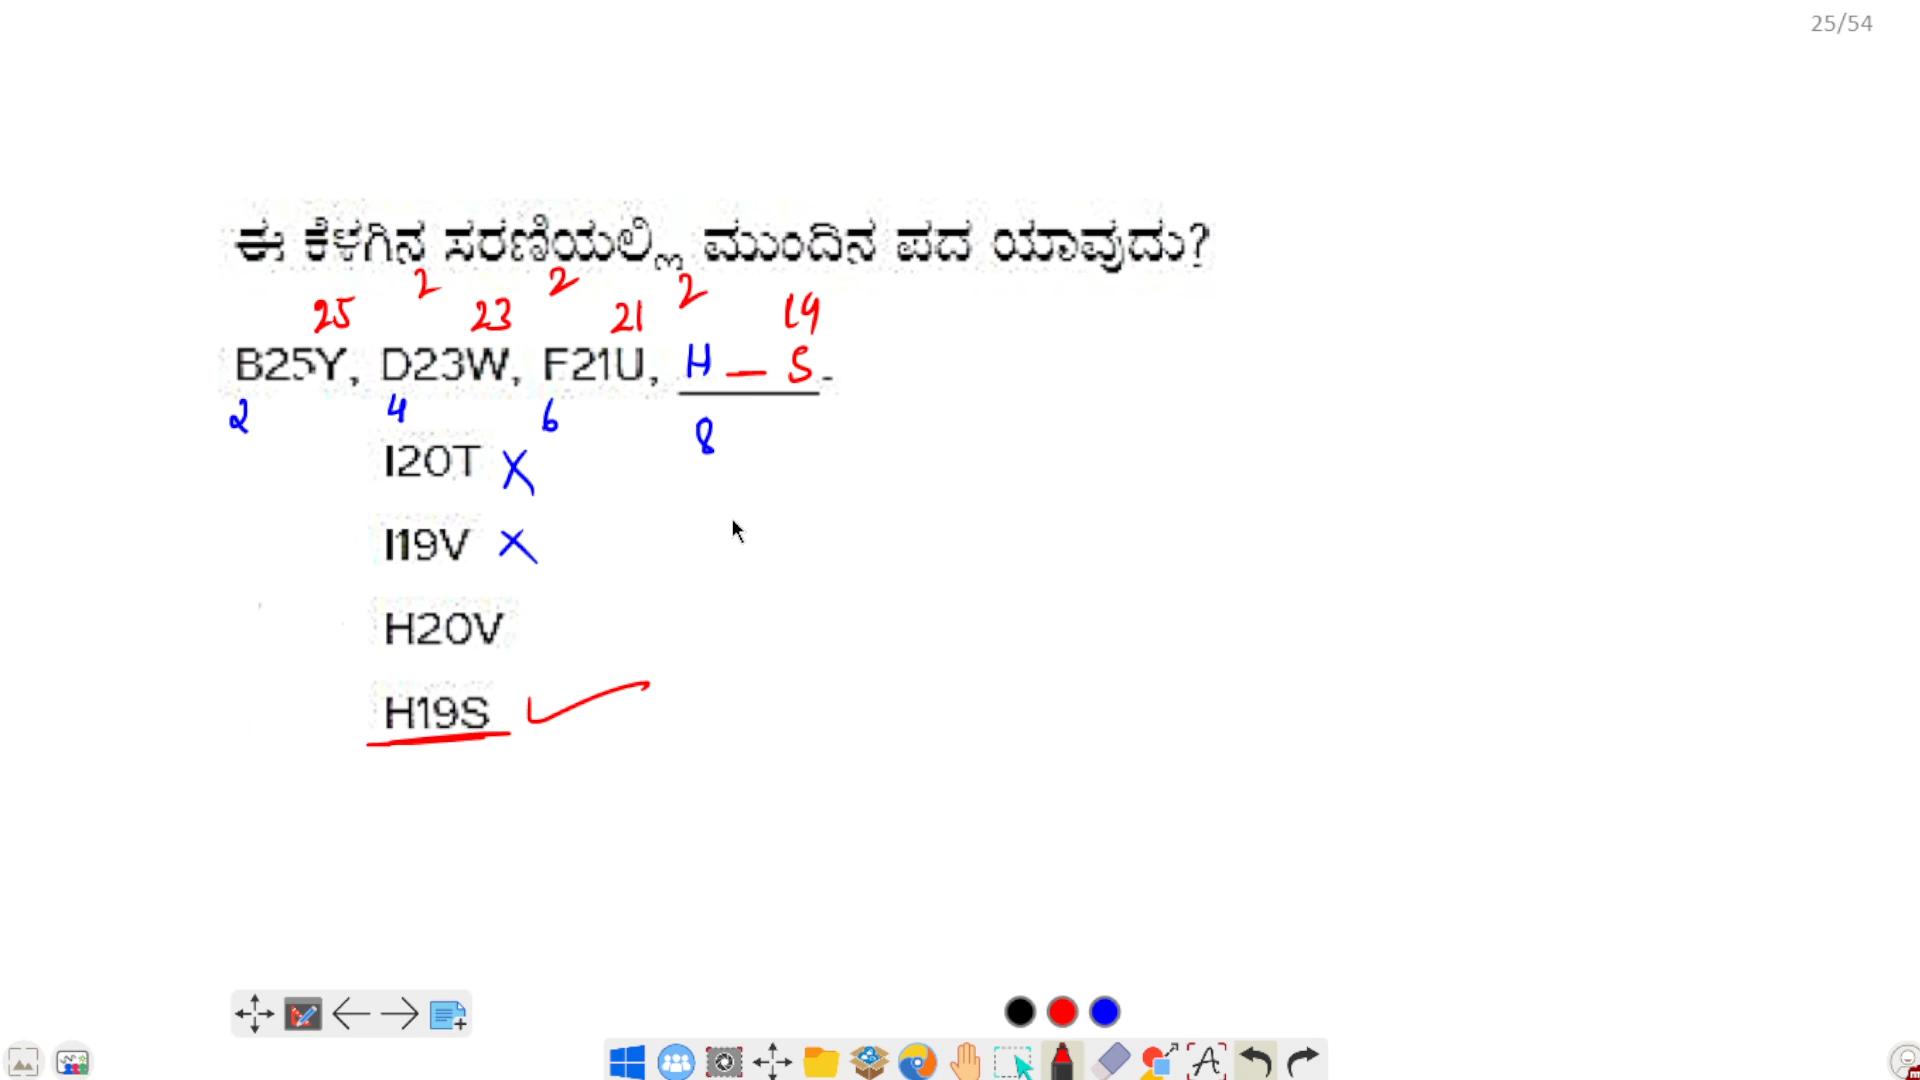 25/54
ಈ ಕೆಳಗಿನ ಸರಣಿಯಲ್ಲಿ ಮುಂದಿನ ಪದ ಯಾವುದು?
2 2 2
25 23 21 19
B25Y, D23W, F21U, H _ S.
2 4 6 8
I20T X
I19V X
H20V
H19S ✓